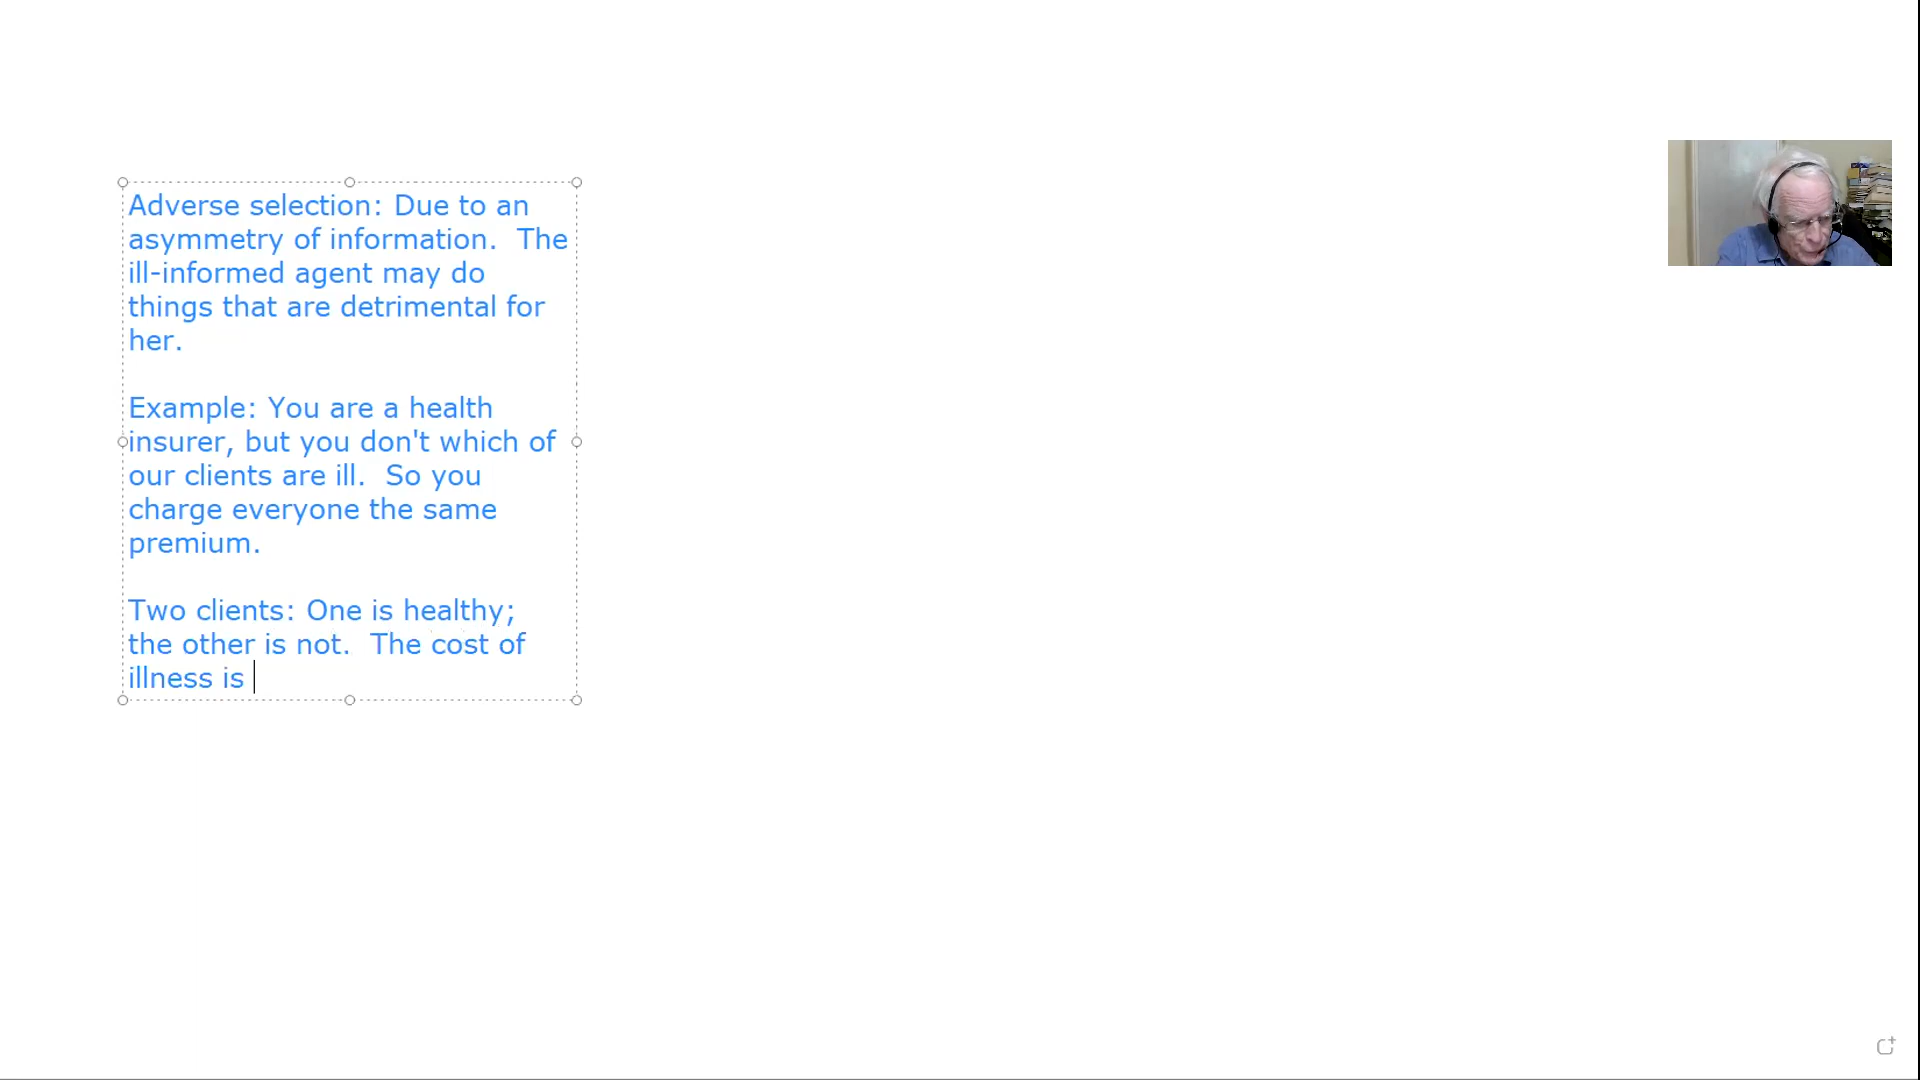 Adverse selection: Due to an
asymmetry of information.  The
ill-informed agent may do
things that are detrimental for
her.
Example: You are a health
insurer, but you don't which of
our clients are ill.  So you
charge everyone the same
premium.
Two clients: One is healthy;
the other is not.  The cost of
illness is